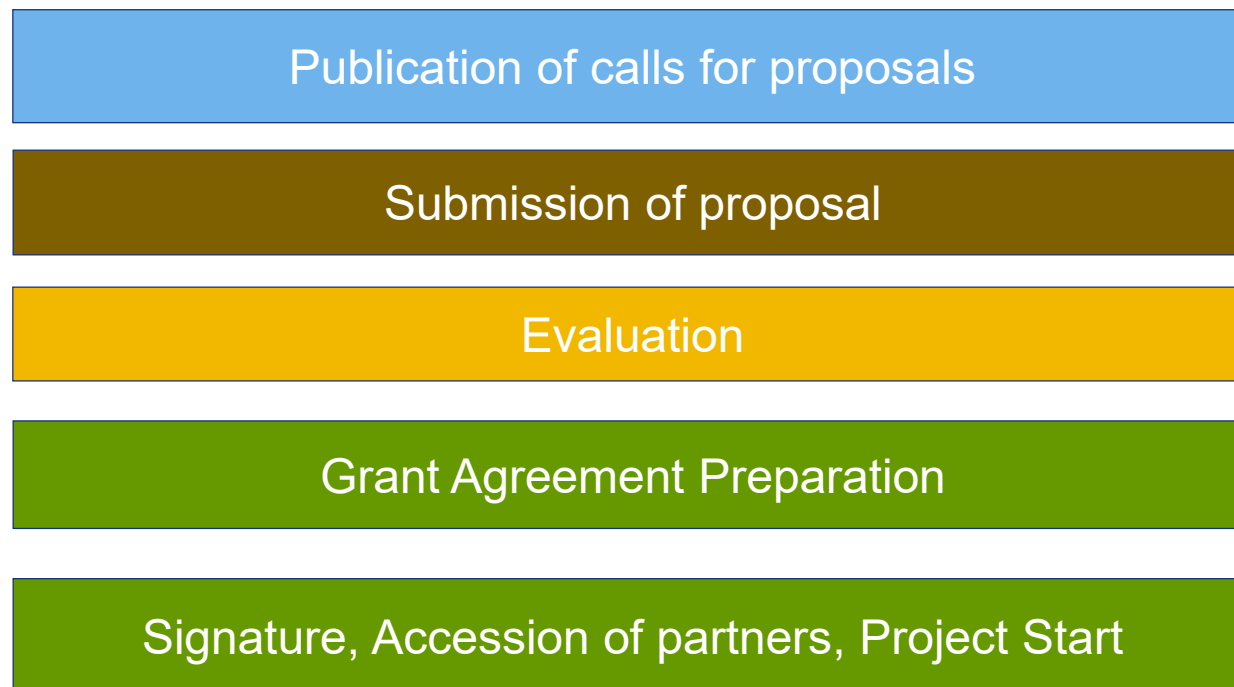 Publication of calls for proposals
Submission of proposal
Evaluation
Grant Agreement Preparation
Signature, Accession of partners, Project Start